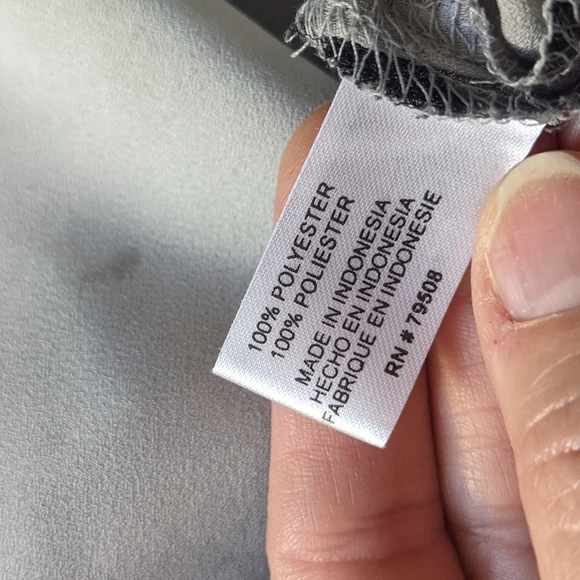 100% POLYESTER
100% POLIESTER
MADE IN INDONESIA
HECHO EN INDONESIA
FABRIQUE EN INDONESIE
RN # 79508